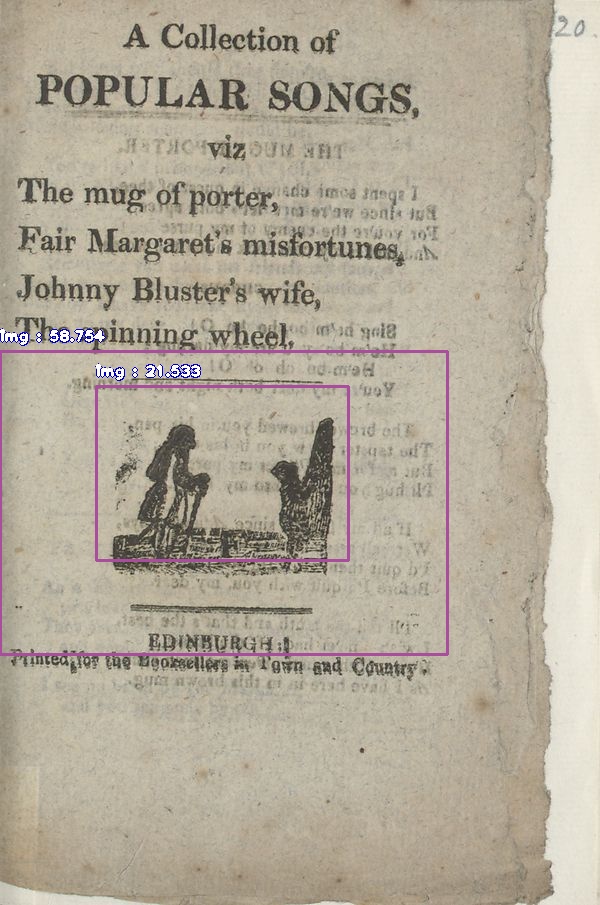 20.
A Collection of
POPULAR SONGS,
viz
The mug of porter,
Fair Margaret's misfortunes,
Johnny Bluster's wife,
The spinning wheel.
img : 58.754
img : 21.533
EDINBURGH:
Printed for the Booksellers in Town and Country.